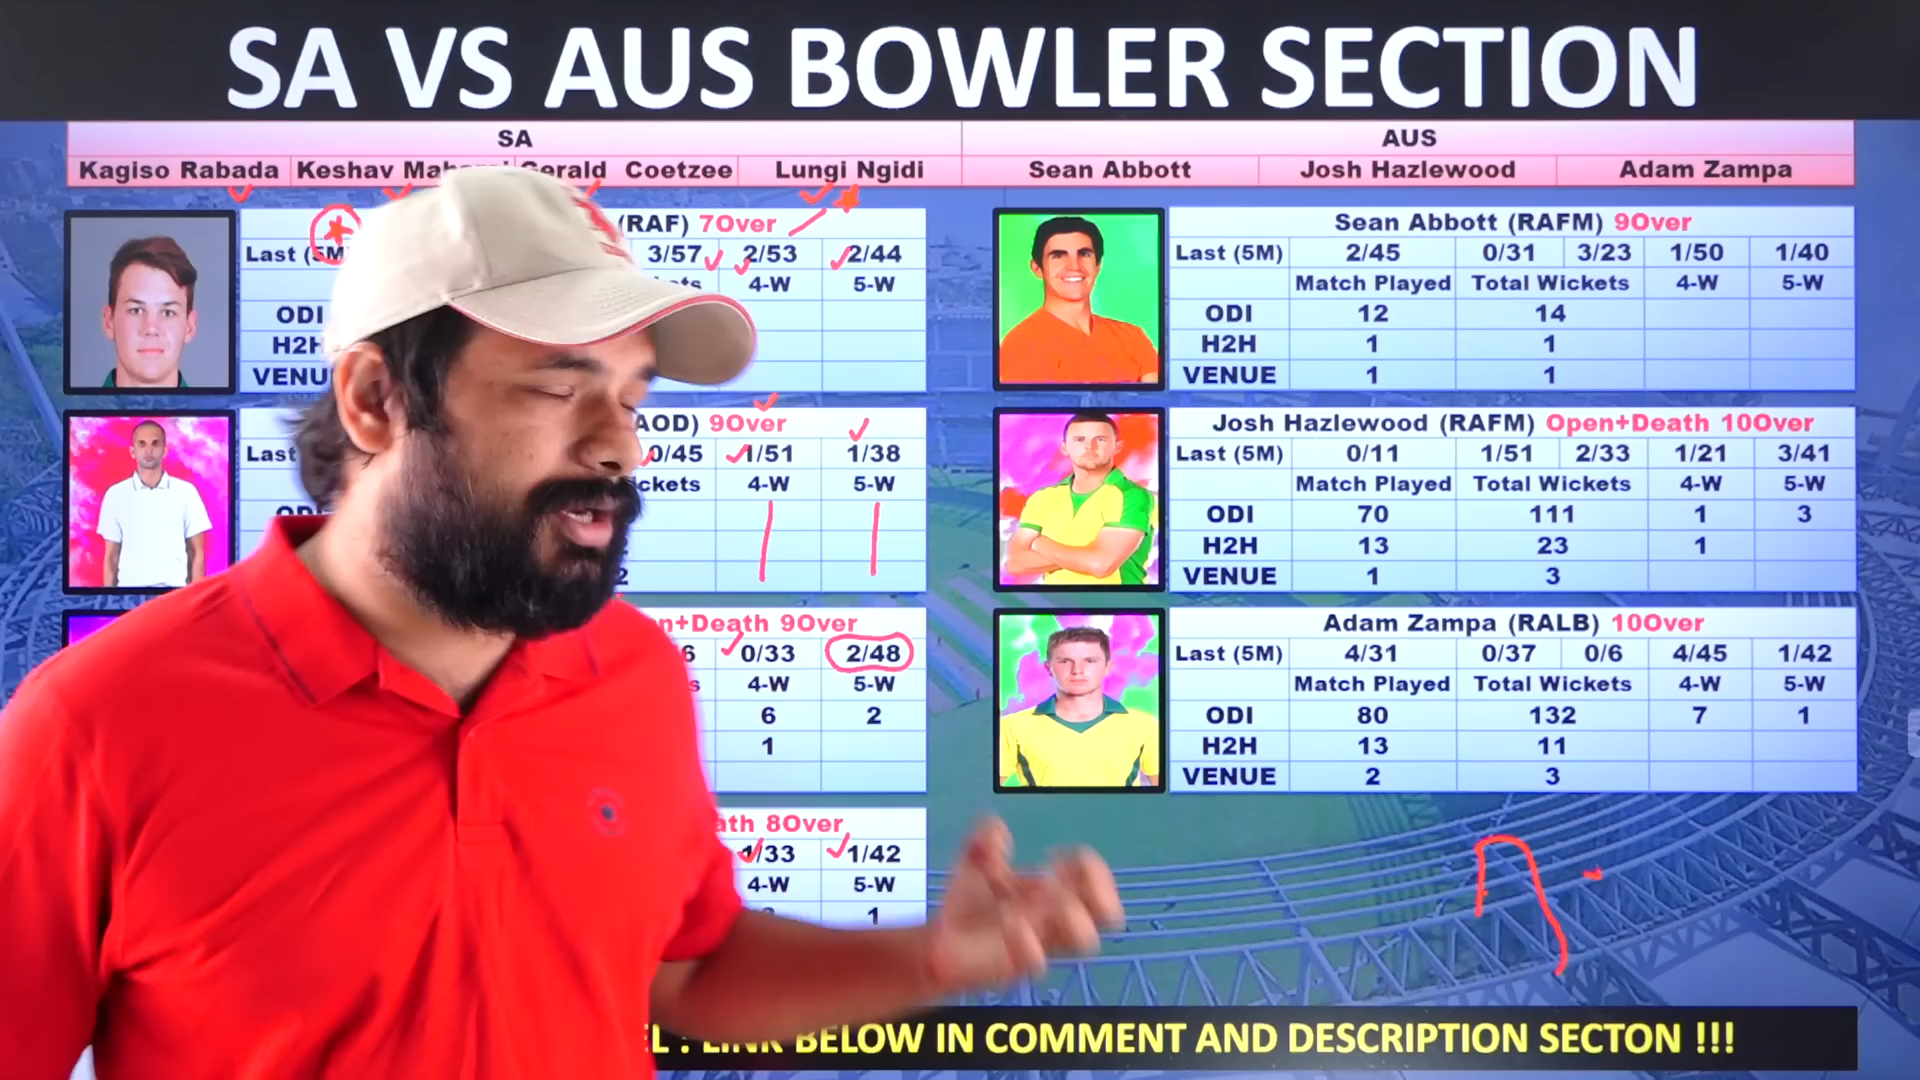 SA VS AUS BOWLER SECTION
SA AUS
Kagiso Rabada Keshav Gerald Coetzee Lungi Ngidi Sean Abbott Josh Hazlewood Adam Zampa
(RAF) 7Over
Last (5M) 3/57 2/53 2/44
4-W 5-W
ODI
H2H
9Over
Last 0/45 1/51 1/38
4-W 5-W
9Over
0/33 2/48
4-W 5-W
6 2
1
8Over
1/33 1/42
4-W 5-W
1
Sean Abbott (RAFM) 9Over
Last (5M) 2/45 0/31 3/23 1/50 1/40
Match Played Total Wickets 4-W 5-W
ODI 12 14
H2H 1 1
VENUE 1 1
Josh Hazlewood (RAFM) Open+Death 10Over
Last (5M) 0/11 1/51 2/33 1/21 3/41
Match Played Total Wickets 4-W 5-W
ODI 70 111 1 3
H2H 13 23 1
VENUE 1 3
Adam Zampa (RALB) 10Over
Last (5M) 4/31 0/37 0/6 4/45 1/42
Match Played Total Wickets 4-W 5-W
ODI 80 132 7 1
H2H 13 11
VENUE 2 3
: LINK BELOW IN COMMENT AND DESCRIPTION SECTON !!!